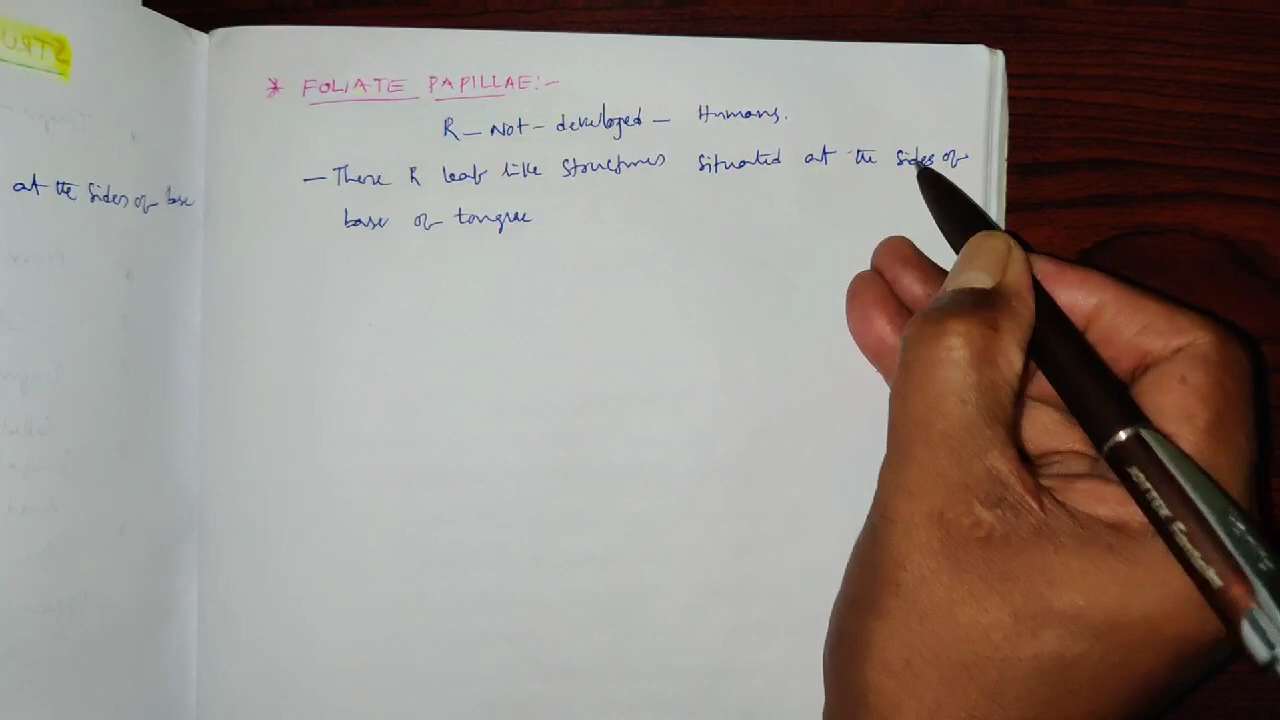 * FOLIATE PAPILLAE:-
R - Not - developed - Humans.
- There R leaf like structures situated at the sides of
base of tongue
at the sides of base